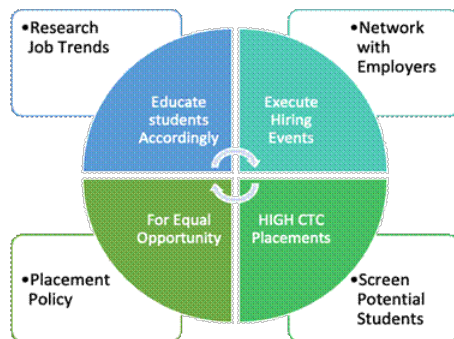 •Research
Job Trends
•Network
with
Employers
Educate
students
Accordingly
Execute
Hiring
Events
For Equal
Opportunity
HIGH CTC
Placements
•Placement
Policy
•Screen
Potential
Students